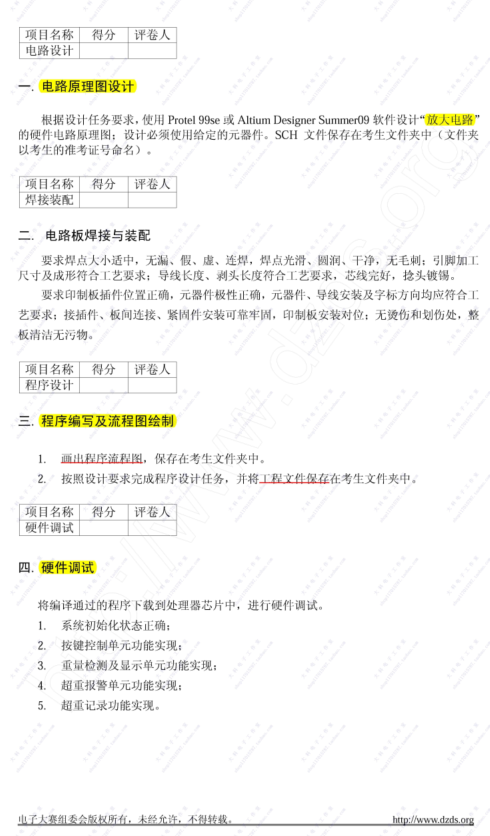 项目名称 得分 评卷人
电路设计
一. 电路原理图设计
根据设计任务要求，使用 Protel 99se 或 Altium Designer Summer09 软件设计“放大电路”
的硬件电路原理图；设计必须使用给定的元器件。SCH 文件保存在考生文件夹中（文件夹
以考生的准考证号命名）。
项目名称 得分 评卷人
焊接装配
二. 电路板焊接与装配
要求焊点大小适中，无漏、假、虚、连焊，焊点光滑、圆润、干净，无毛刺；引脚加工
尺寸及成形符合工艺要求；导线长度、剥头长度符合工艺要求，芯线完好，捻头镀锡。
要求印制板插件位置正确，元器件极性正确，元器件、导线安装及字标方向均应符合工
艺要求；接插件、板间连接、紧固件安装可靠牢固，印制板安装对位；无烫伤和划伤处，整
板清洁无污物。
项目名称 得分 评卷人
程序设计
三. 程序编写及流程图绘制
1. 画出程序流程图，保存在考生文件夹中。
2. 按照设计要求完成程序设计任务，并将工程文件保存在考生文件夹中。
项目名称 得分 评卷人
硬件调试
四. 硬件调试
将编译通过的程序下载到处理器芯片中，进行硬件调试。
1. 系统初始化状态正确；
2. 按键控制单元功能实现；
3. 重量检测及显示单元功能实现；
4. 超重报警单元功能实现；
5. 超重记录功能实现。
电子大赛组委会版权所有，未经允许，不得转载。 http://www.dzds.org